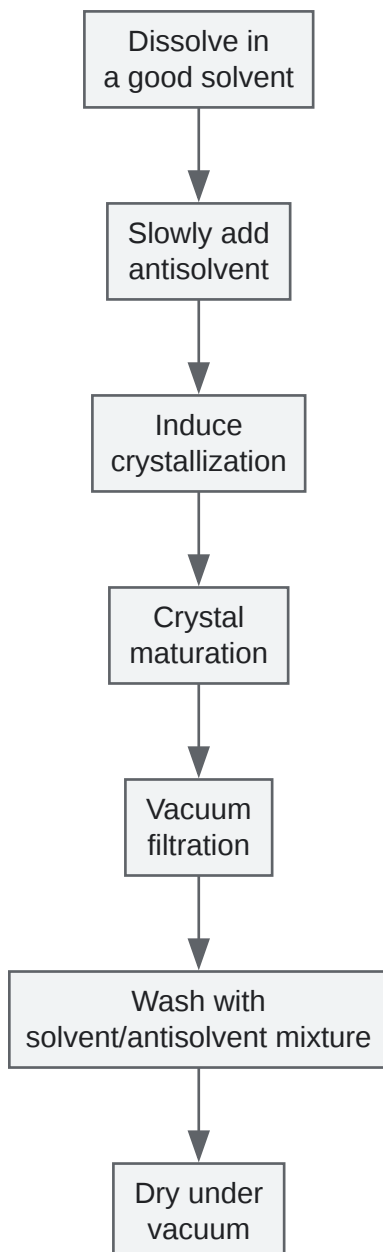 Dissolve in
a good solvent
Slowly add
antisolvent
Induce
crystallization
Crystal
maturation
Vacuum
filtration
Wash with
solvent/antisolvent mixture
Dry under
vacuum